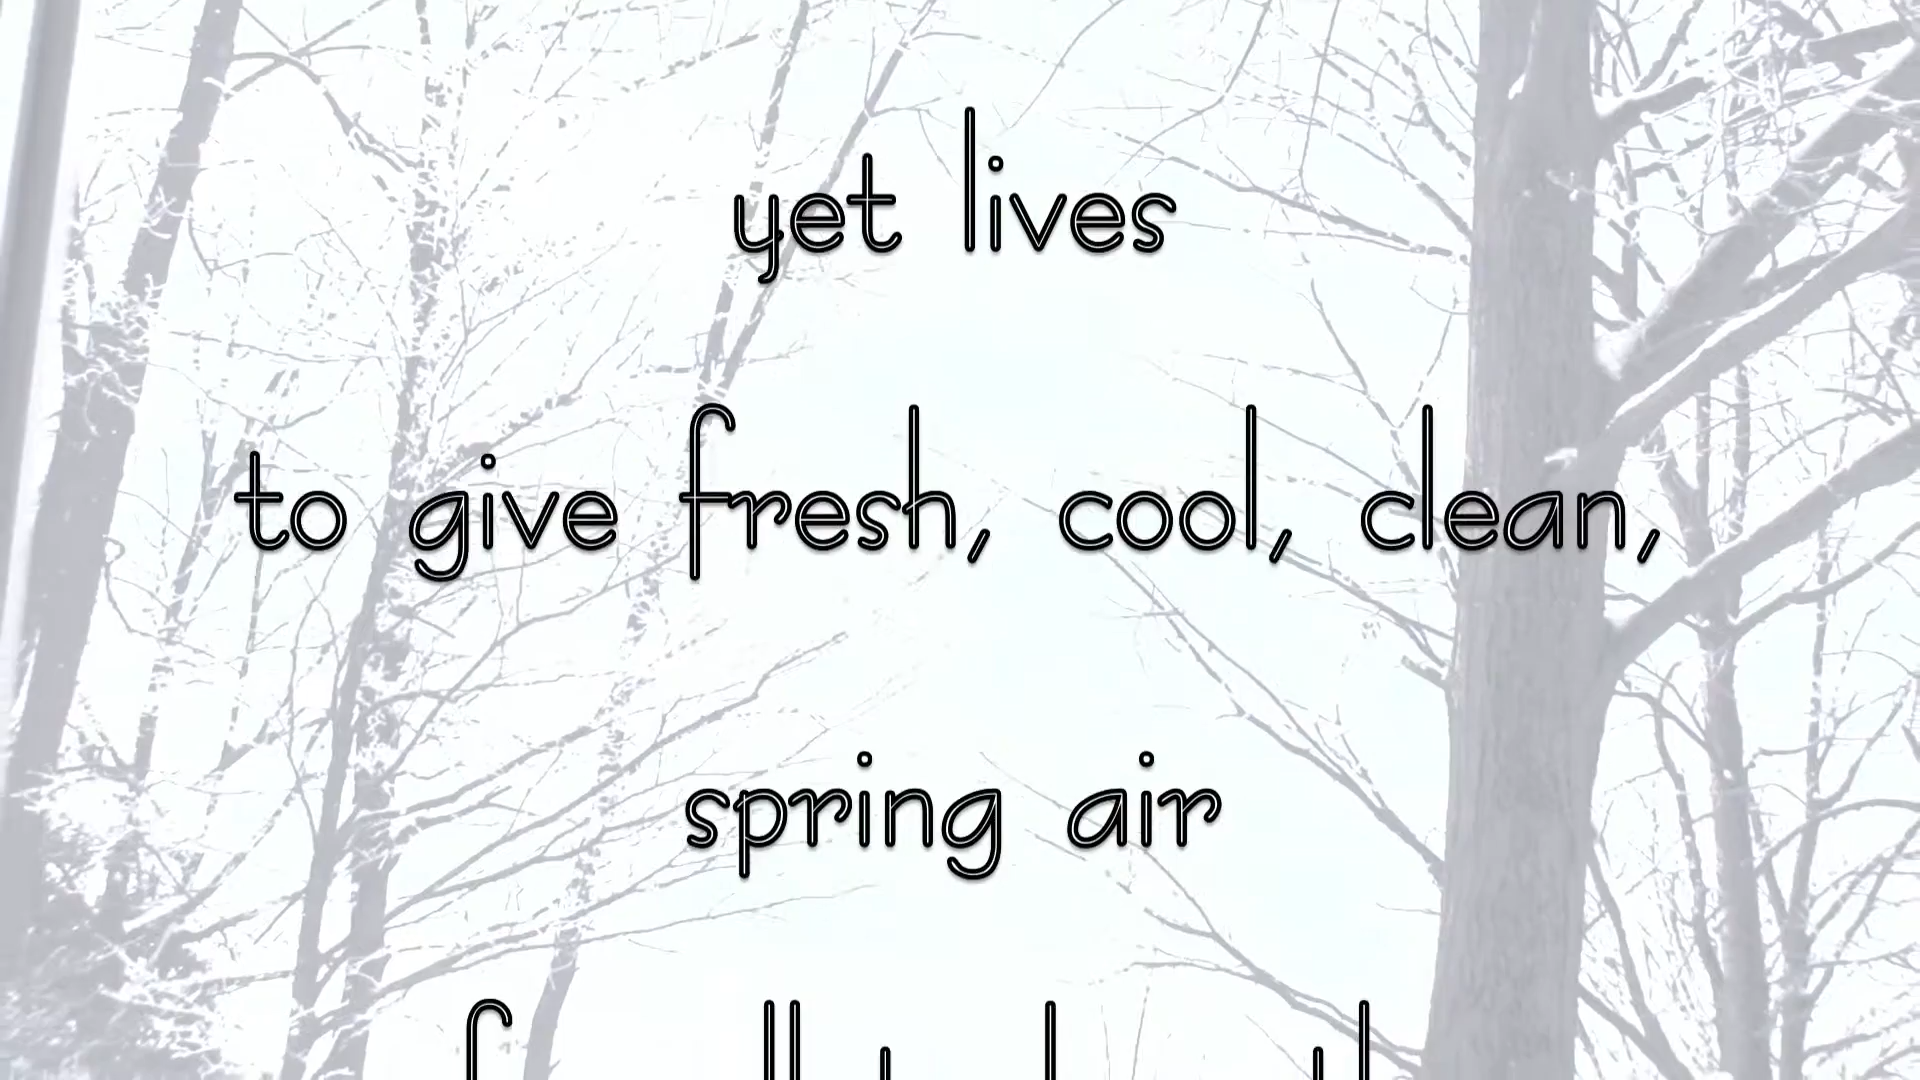 yet lives
to give fresh, cool, clean,
spring air